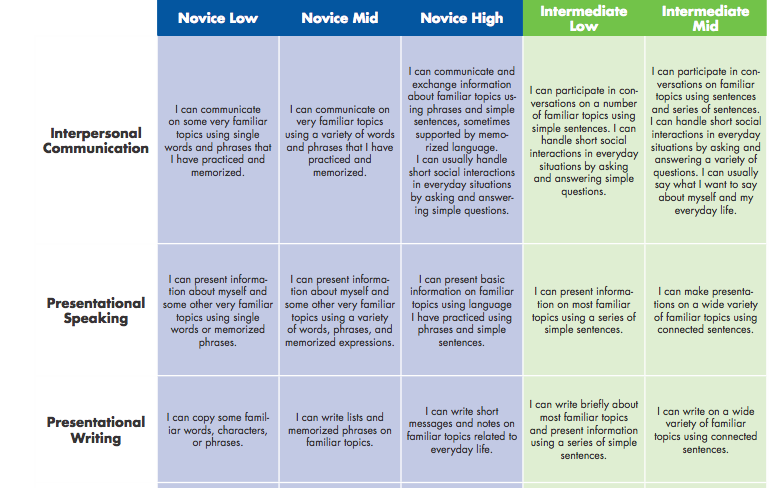 Novice Low
Novice Mid
Novice High
Intermediate
Low
Intermediate
Mid
Interpersonal
Communication
I can communicate
on some very familiar
topics using single
words and phrases that
I have practiced and
memorized.
I can communicate on
very familiar topics
using a variety of words
and phrases that I have
practiced and
memorized.
I can communicate and
exchange information
about familiar topics us-
ing phrases and simple
sentences, sometimes
supported by memo-
rized language.
I can usually handle
short social interactions
in everyday situations
by asking and answer-
ing simple questions.
I can participate in con-
versations on a number
of familiar topics using
simple sentences. I can
handle short social
interactions in everyday
situations by asking
and answering simple
questions.
I can participate in con-
versations on familiar
topics using sentences
and series of sentences.
I can handle short social
interactions in everyday
situations by asking and
answering a variety of
questions. I can usually
say what I want to say
about myself and my
everyday life.
Presentational
Speaking
I can present informa-
tion about myself and
some other very familiar
topics using single
words or memorized
phrases.
I can present informa-
tion about myself and
some other very familiar
topics using a variety
of words, phrases, and
memorized expressions.
I can present basic
information on familiar
topics using language
I have practiced using
phrases and simple
sentences.
I can present informa-
tion on most familiar
topics using a series of
simple sentences.
I can make presenta-
tions on a wide variety
of familiar topics using
connected sentences.
Presentational
Writing
I can copy some famil-
iar words, characters,
or phrases.
I can write lists and
memorized phrases on
familiar topics.
I can write short
messages and notes on
familiar topics related to
everyday life.
I can write briefly about
most familiar topics
and present information
using a series of simple
sentences.
I can write on a wide
variety of familiar
topics using connected
sentences.